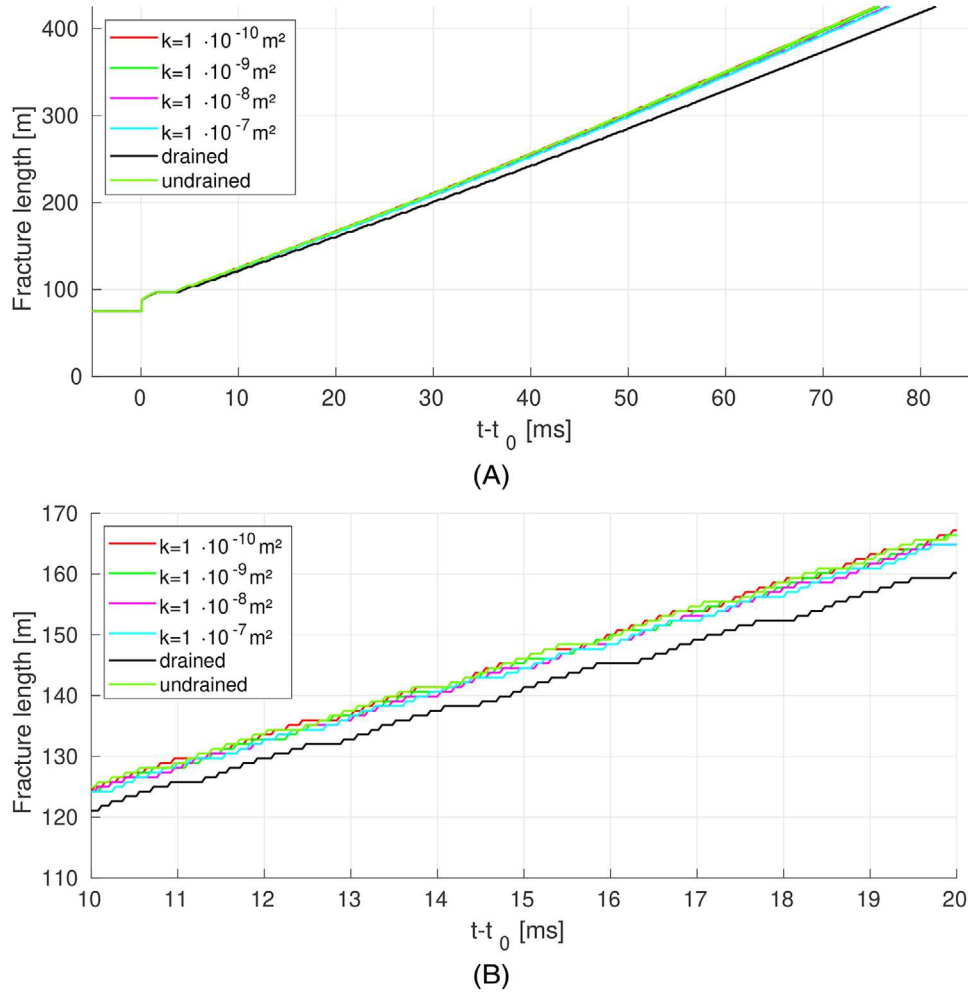 400
300
200
100
0
Fracture length [m]
k=1 ·10⁻¹⁰m²
k=1 ·10⁻⁹m²
k=1 ·10⁻⁸m²
k=1 ·10⁻⁷m²
drained
undrained
0 10 20 30 40 50 60 70 80
t-t₀ [ms]
(A)
170
160
150
140
130
120
110
Fracture length [m]
k=1 ·10⁻¹⁰m²
k=1 ·10⁻⁹m²
k=1 ·10⁻⁸m²
k=1 ·10⁻⁷m²
drained
undrained
10 11 12 13 14 15 16 17 18 19 20
t-t₀ [ms]
(B)